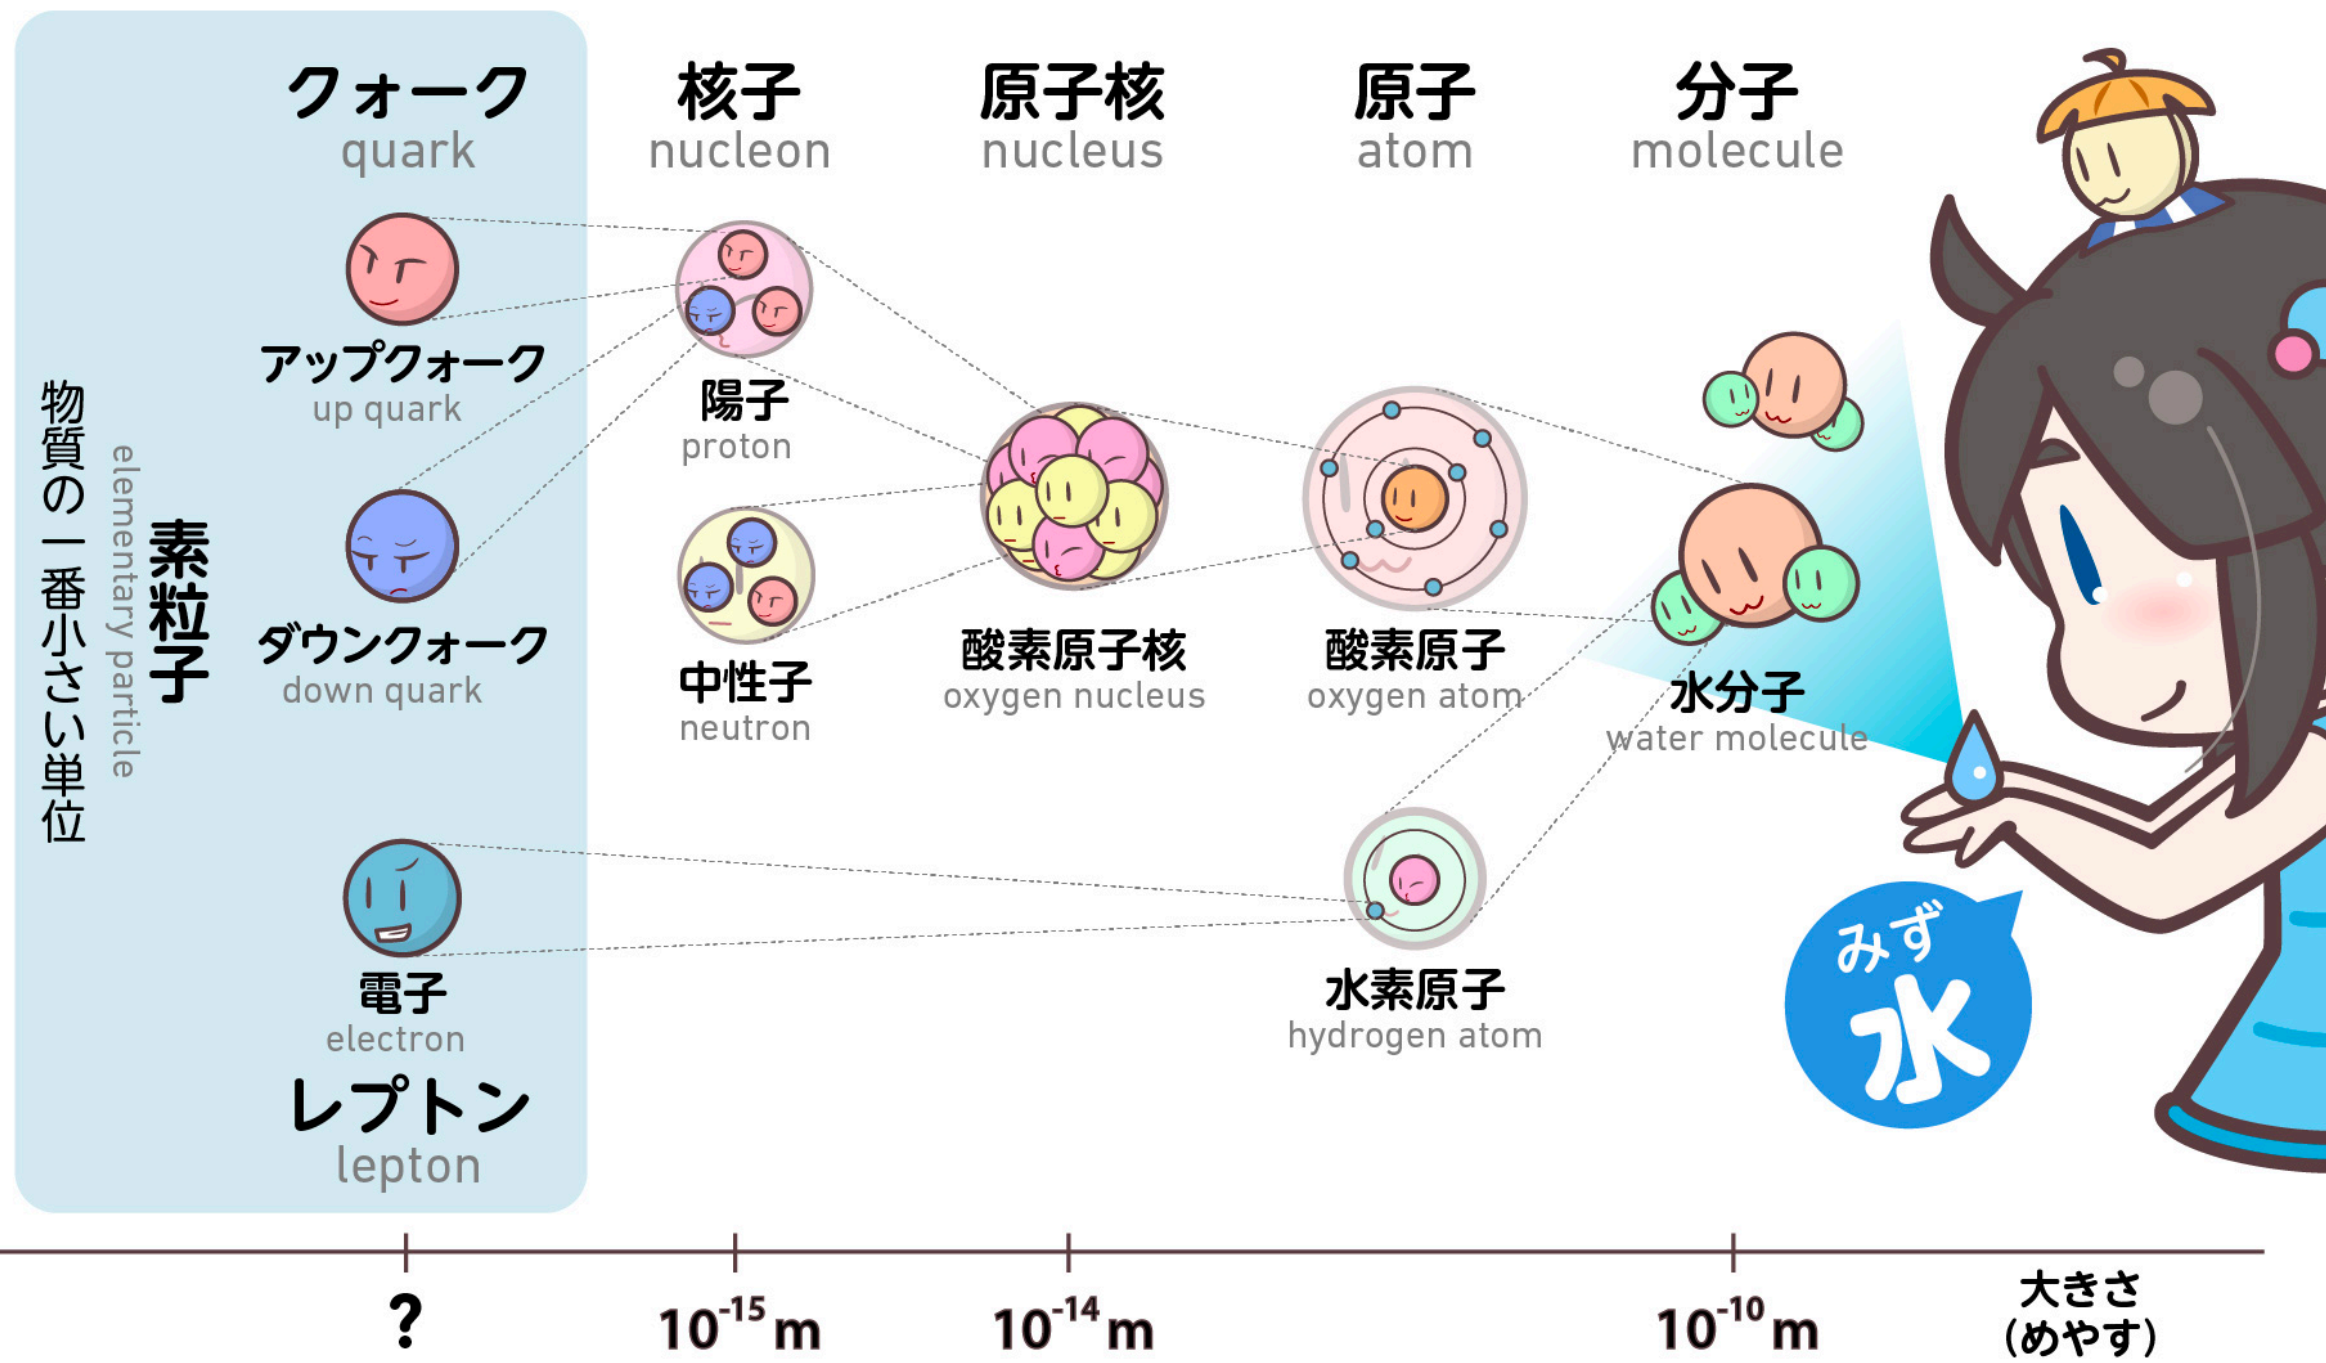 クォーク
quark
核子
nucleon
原子核
nucleus
原子
atom
分子
molecule
物質の一番小さい単位
elementary particle
素粒子
アップクォーク
up quark
ダウンクォーク
down quark
電子
electron
レプトン
lepton
陽子
proton
中性子
neutron
酸素原子核
oxygen nucleus
酸素原子
oxygen atom
水素原子
hydrogen atom
水分子
water molecule
みず
水
?
10⁻¹⁵m
10⁻¹⁴m
10⁻¹⁰m
大きさ
(めやす)